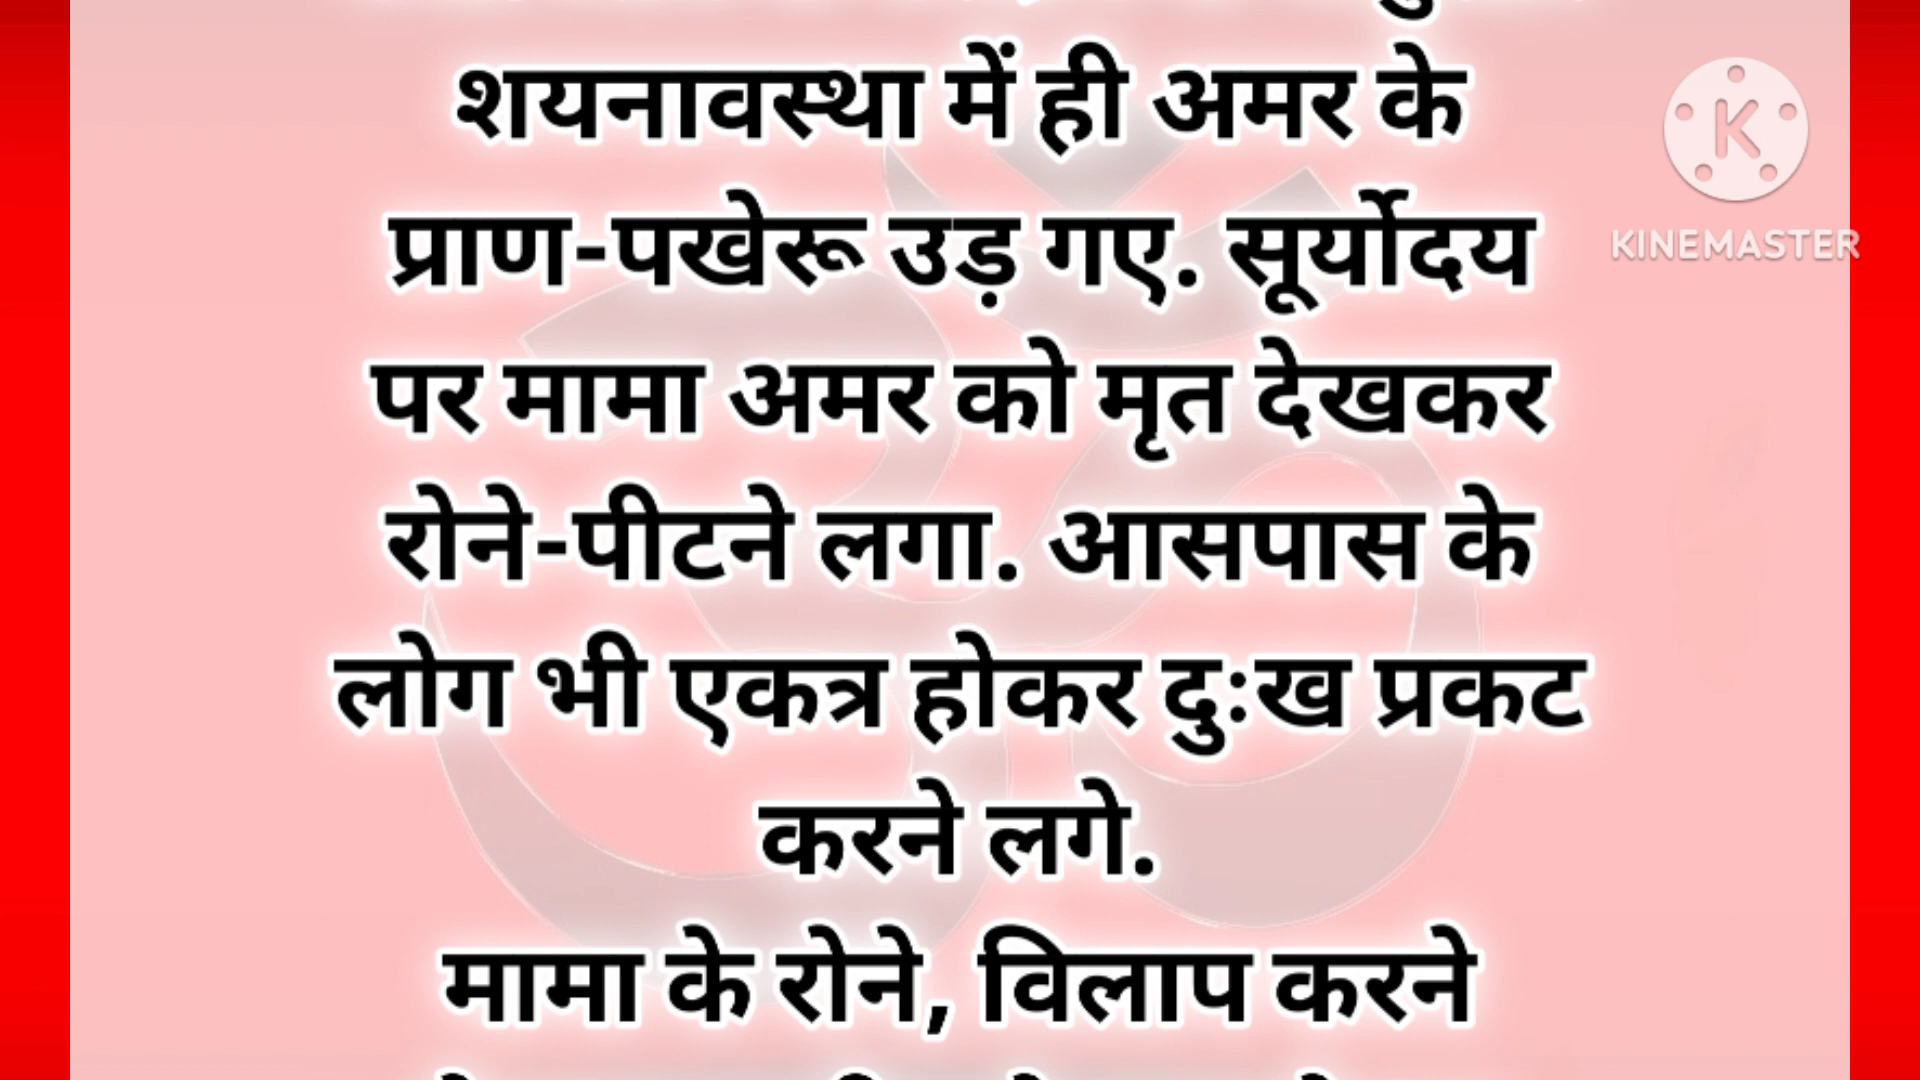 शयनावस्था में ही अमर के
प्राण-पखेरू उड़ गए. सूर्योदय
पर मामा अमर को मृत देखकर
रोने-पीटने लगा. आसपास के
लोग भी एकत्र होकर दुःख प्रकट
करने लगे.
मामा के रोने, विलाप करने
K
KINEMASTER